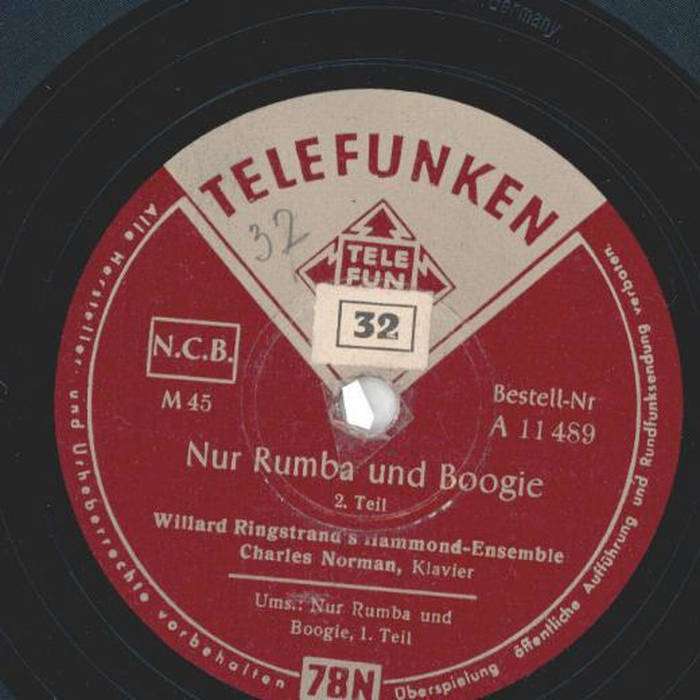 Germany.
TELEFUNKEN
32
TELE
FUN
32
N.C.B.
M 45
Bestell-Nr
A 11 489
Nur Rumba und Boogie
2. Teil
Willard Ringstrand's Hammond-Ensemble
Charles Norman, Klavier
Ums.: Nur Rumba und
Boogie, 1. Teil
78N
Alle Hersteller- und Urheberrechte vorbehalten
Überspielung öffentliche Aufführung und Rundfunksendung verboten.